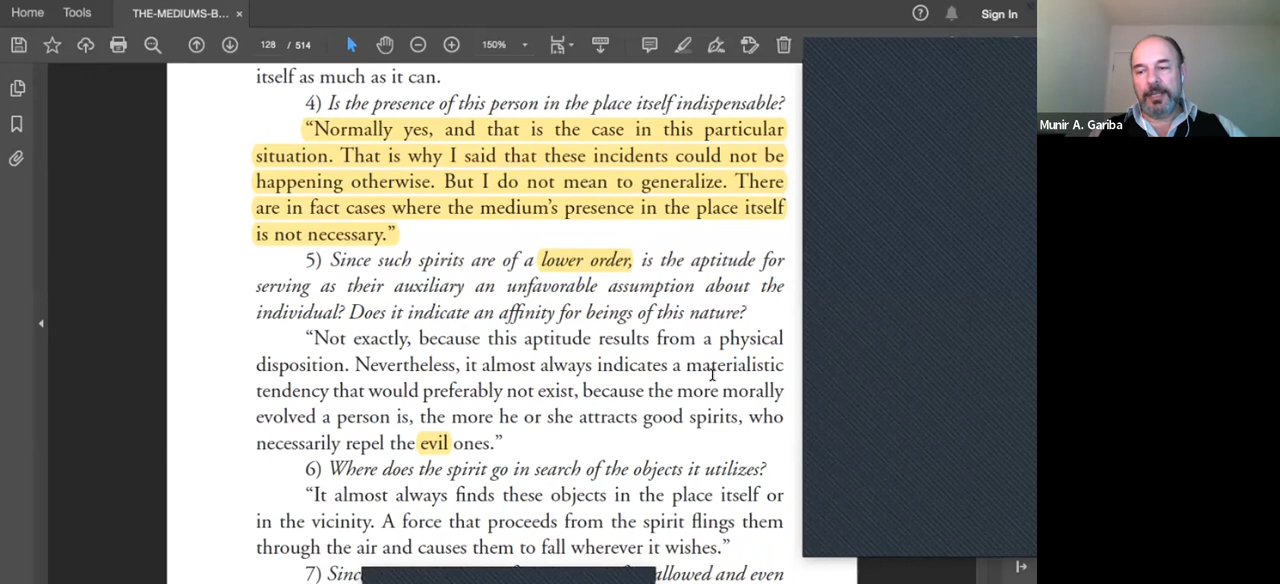 Home Tools THE-MEDIUMS-B... × Sign In
128 / 514 150%
Munir A. Gariba
itself as much as it can.
4) Is the presence of this person in the place itself indispensable?
“Normally yes, and that is the case in this particular
situation. That is why I said that these incidents could not be
happening otherwise. But I do not mean to generalize. There
are in fact cases where the medium’s presence in the place itself
is not necessary.”
5) Since such spirits are of a lower order, is the aptitude for
serving as their auxiliary an unfavorable assumption about the
individual? Does it indicate an affinity for beings of this nature?
“Not exactly, because this aptitude results from a physical
disposition. Nevertheless, it almost always indicates a materialistic
tendency that would preferably not exist, because the more morally
evolved a person is, the more he or she attracts good spirits, who
necessarily repel the evil ones.”
6) Where does the spirit go in search of the objects it utilizes?
“It almost always finds these objects in the place itself or
in the vicinity. A force that proceeds from the spirit flings them
through the air and causes them to fall wherever it wishes.”
7) Sinc allowed and even